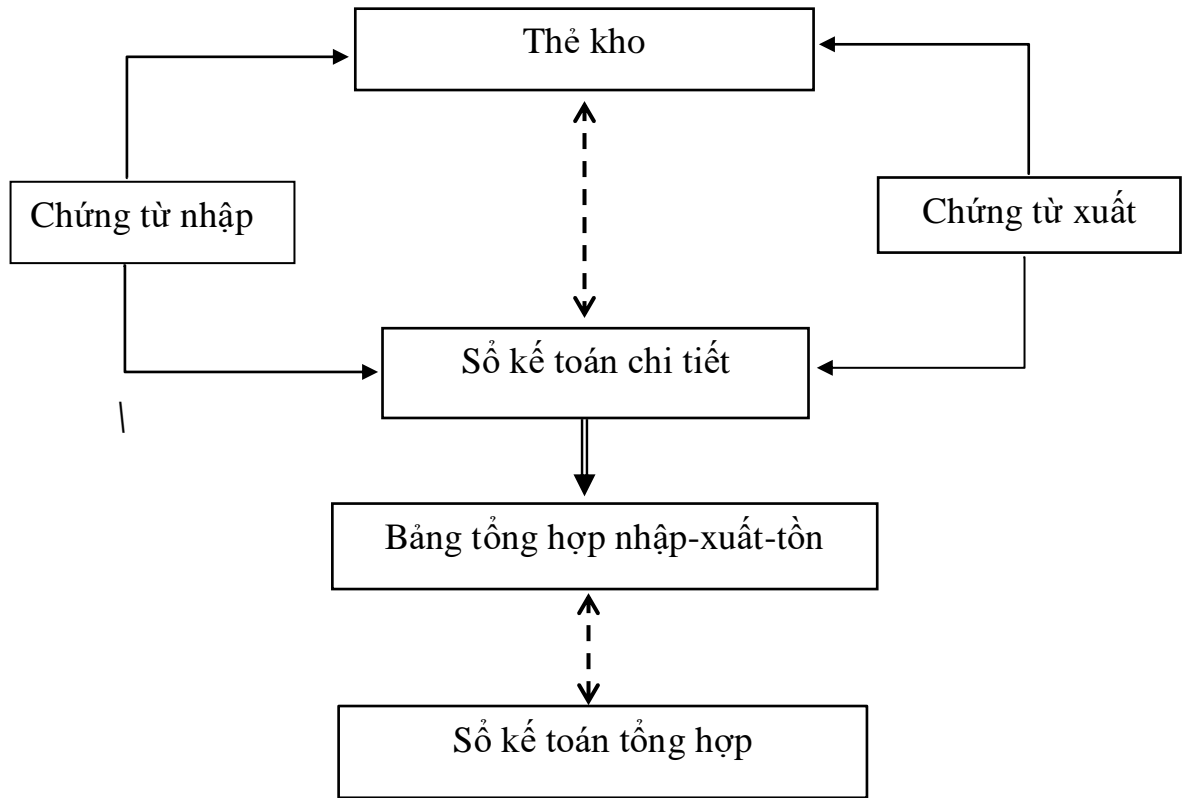 Thẻ kho
Chứng từ nhập
Chứng từ xuất
Sổ kế toán chi tiết
Bảng tổng hợp nhập-xuất-tồn
Sổ kế toán tổng hợp